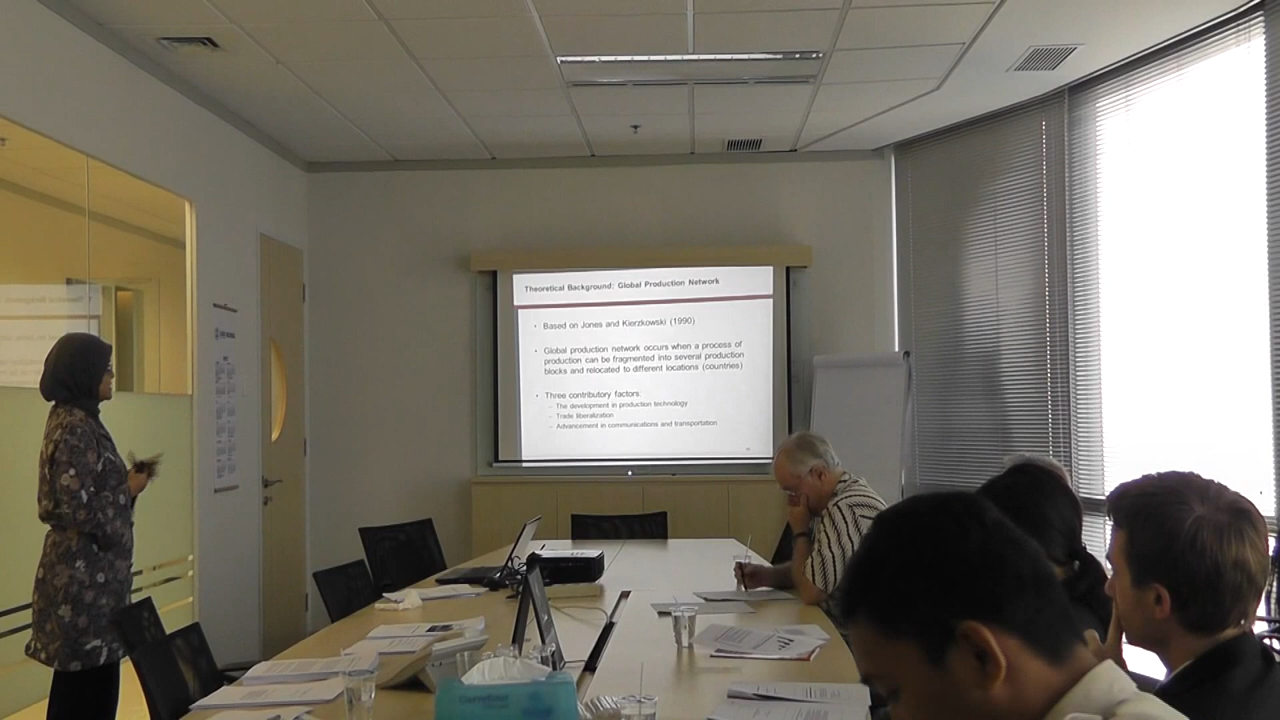 Theoretical Background: Global Production Network
• Based on Jones and Kierzkowski (1990)
• Global production network occurs when a process of
production can be fragmented into several production
blocks and relocated to different locations (countries)
• Three contributory factors:
– The development in production technology
– Trade liberalization
– Advancement in communications and transportation
Carrefour